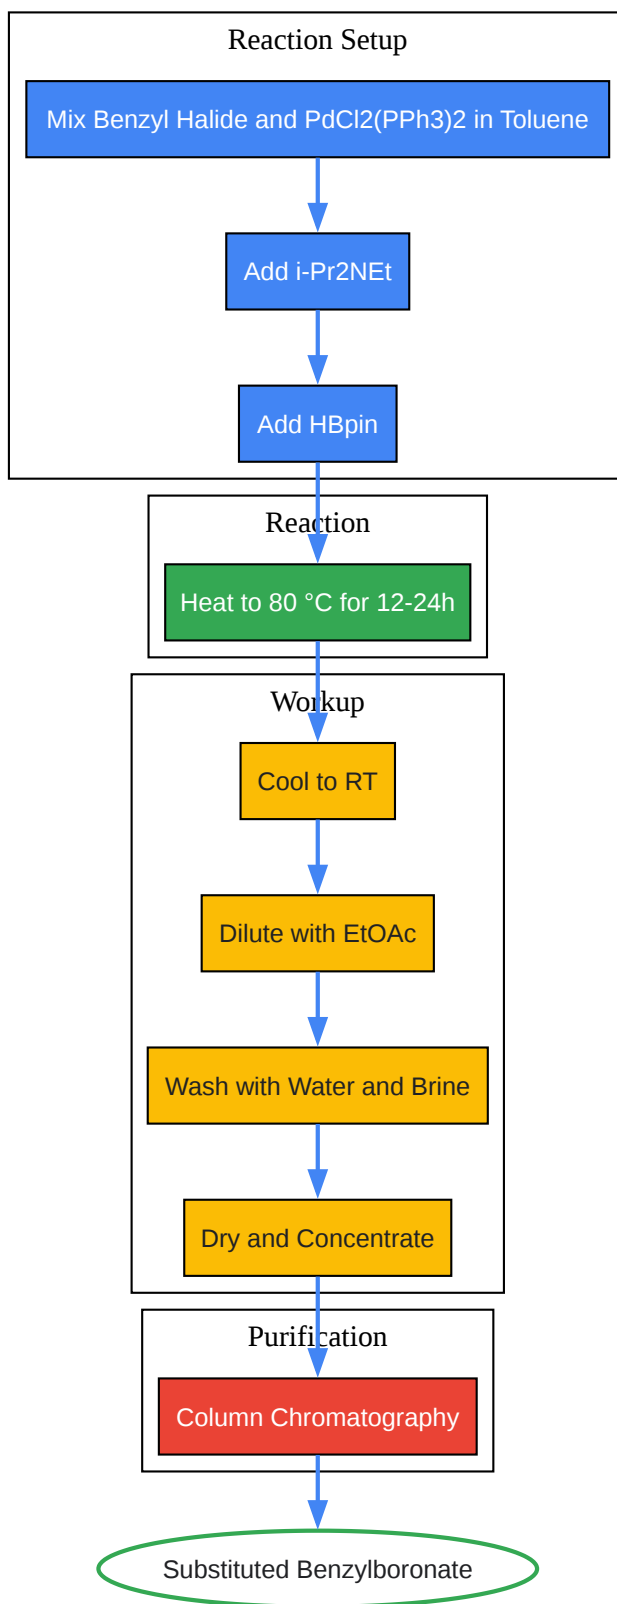 Reaction Setup
Mix Benzyl Halide and PdCl2(PPh3)2 in Toluene
Add i-Pr2NEt
Add HBpin
Reaction
Heat to 80 °C for 12-24h
Workup
Cool to RT
Dilute with EtOAc
Wash with Water and Brine
Dry and Concentrate
Purification
Column Chromatography
Substituted Benzylboronate